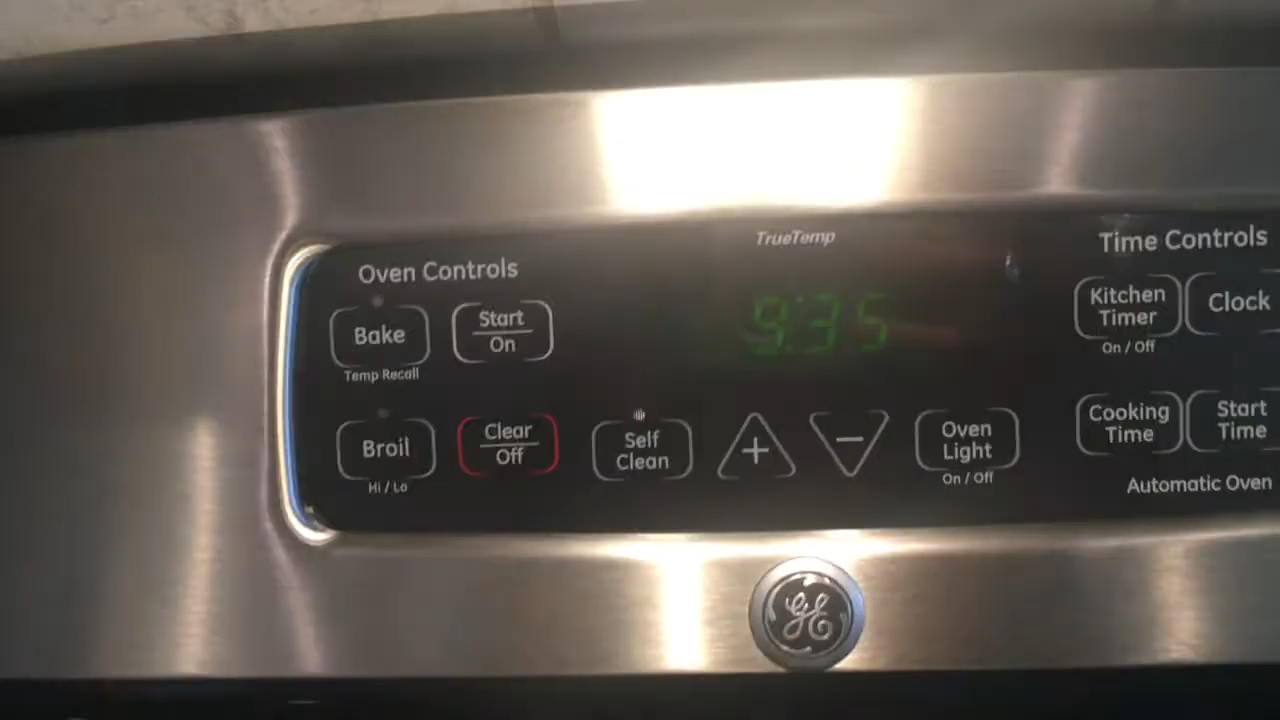 TrueTemp
Oven Controls
Time Controls
Bake
Start
On
9:35
Kitchen
Timer
Clock
Temp Recall
On / Off
Broil
Clear
Off
Self
Clean
+
−
Oven
Light
Cooking
Time
Start
Time
Hi / Lo
On / Off
Automatic Oven
GE